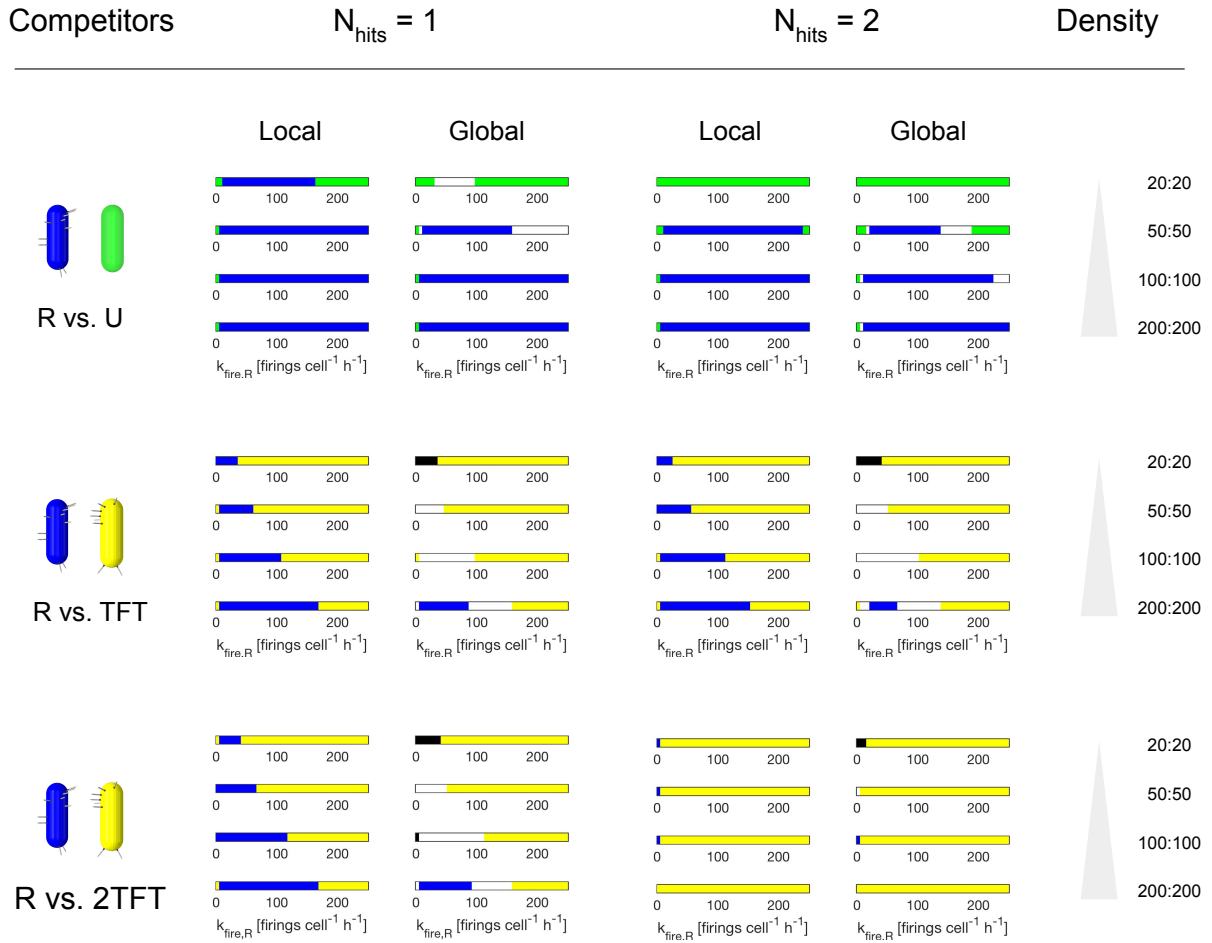 Competitors N_hits = 1 N_hits = 2 Density
Local Global Local Global
0 100 200 0 100 200 0 100 200 0 100 200 20:20
0 100 200 0 100 200 0 100 200 0 100 200 50:50
0 100 200 0 100 200 0 100 200 0 100 200 100:100
R vs. U
0 100 200 0 100 200 0 100 200 0 100 200 200:200
k_fire,R [firings cell⁻¹ h⁻¹] k_fire,R [firings cell⁻¹ h⁻¹] k_fire,R [firings cell⁻¹ h⁻¹] k_fire,R [firings cell⁻¹ h⁻¹]
0 100 200 0 100 200 0 100 200 0 100 200 20:20
0 100 200 0 100 200 0 100 200 0 100 200 50:50
0 100 200 0 100 200 0 100 200 0 100 200 100:100
R vs. TFT
0 100 200 0 100 200 0 100 200 0 100 200 200:200
k_fire,R [firings cell⁻¹ h⁻¹] k_fire,R [firings cell⁻¹ h⁻¹] k_fire,R [firings cell⁻¹ h⁻¹] k_fire,R [firings cell⁻¹ h⁻¹]
0 100 200 0 100 200 0 100 200 0 100 200 20:20
0 100 200 0 100 200 0 100 200 0 100 200 50:50
0 100 200 0 100 200 0 100 200 0 100 200 100:100
R vs. 2TFT
0 100 200 0 100 200 0 100 200 0 100 200 200:200
k_fire,R [firings cell⁻¹ h⁻¹] k_fire,R [firings cell⁻¹ h⁻¹] k_fire,R [firings cell⁻¹ h⁻¹] k_fire,R [firings cell⁻¹ h⁻¹]